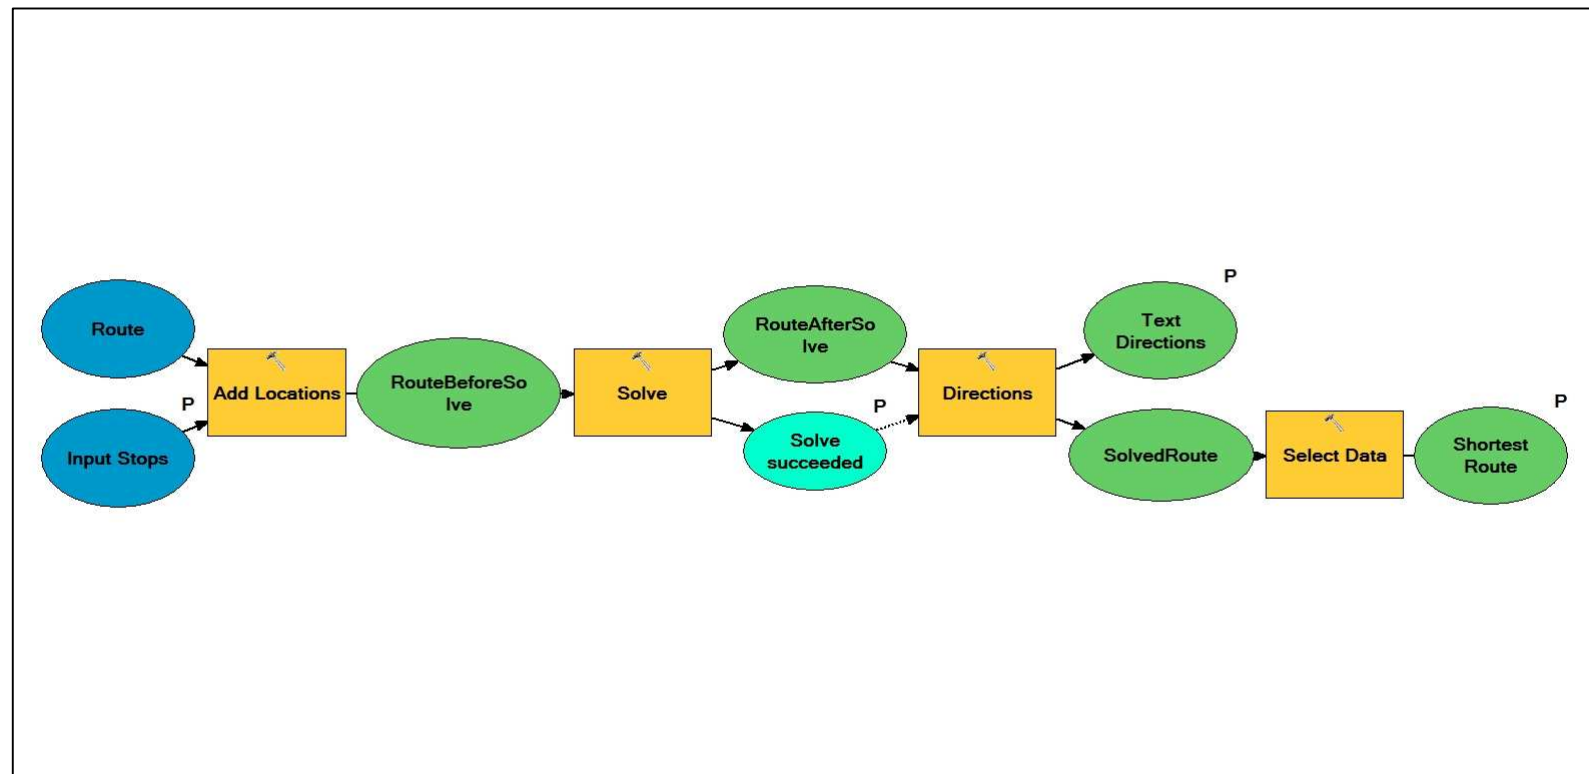 Route
P
Input Stops
Add Locations
RouteBeforeSo
lve
Solve
RouteAfterSo
lve
P
Solve
succeeded
Directions
P
Text
Directions
SolvedRoute
Select Data
P
Shortest
Route